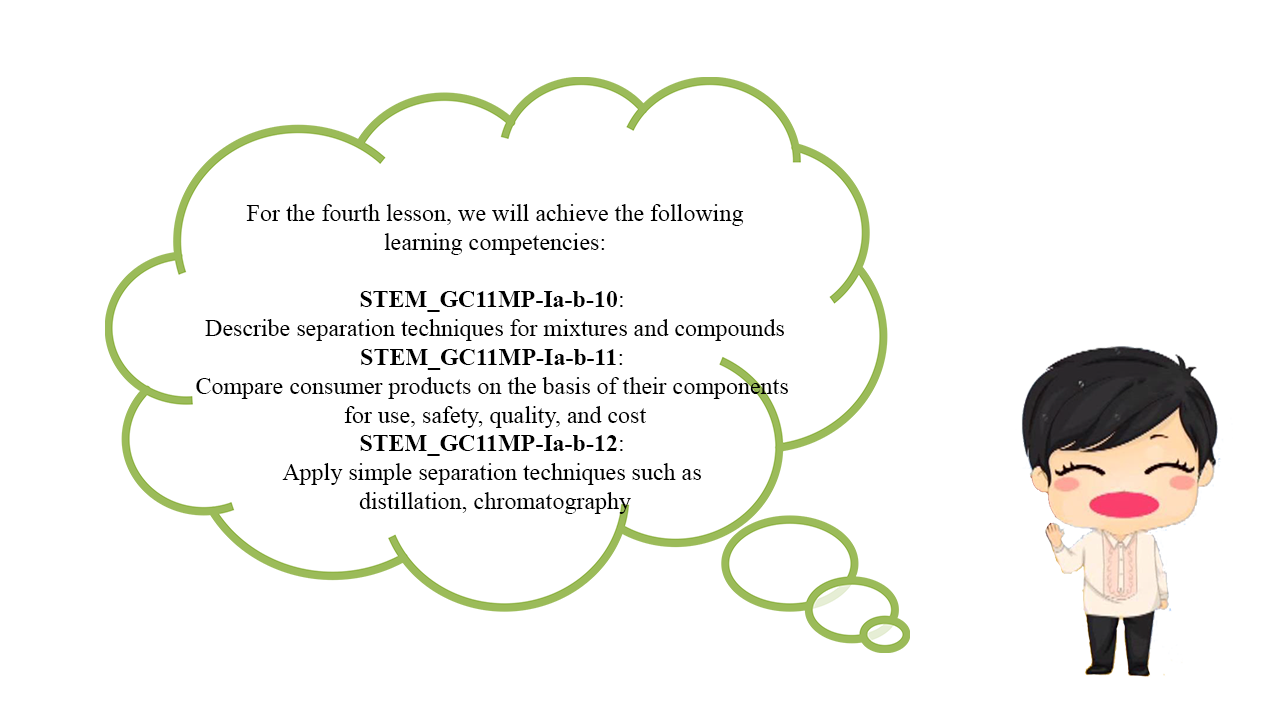 For the fourth lesson, we will achieve the following
learning competencies:
STEM_GC11MP-Ia-b-10:
Describe separation techniques for mixtures and compounds
STEM_GC11MP-Ia-b-11:
Compare consumer products on the basis of their components
for use, safety, quality, and cost
STEM_GC11MP-Ia-b-12:
Apply simple separation techniques such as
distillation, chromatography